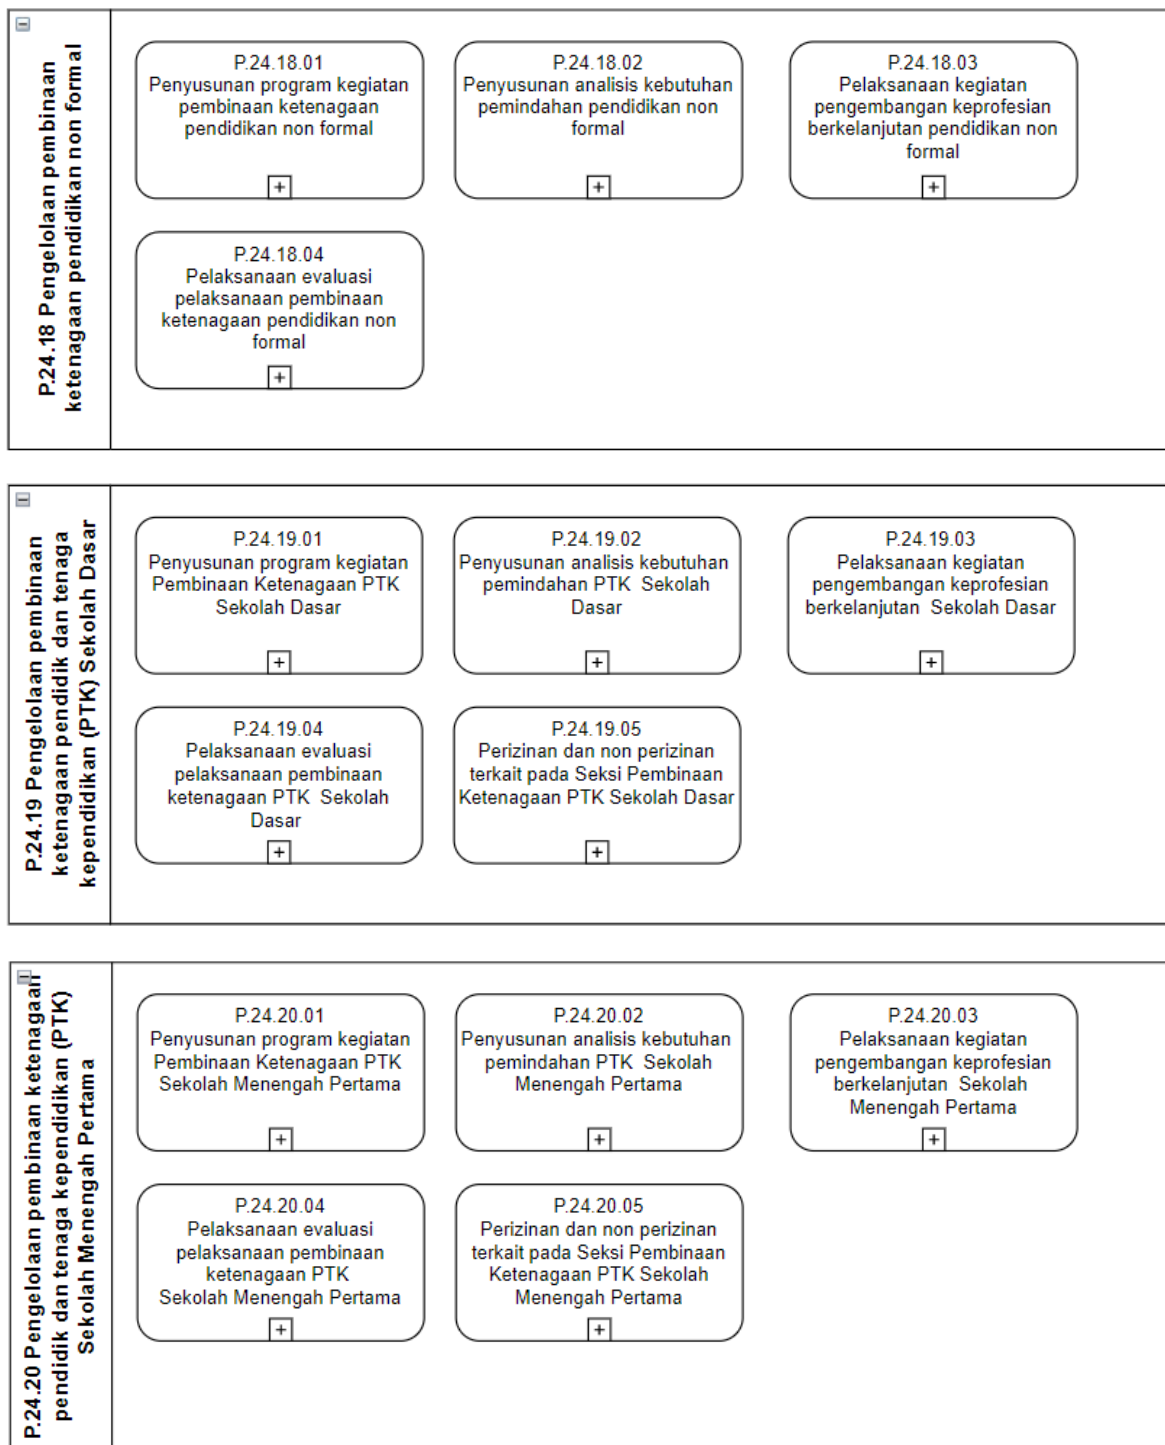 P.24.18 Pengelolaan pembinaan
ketenagaan pendidikan non formal
P.24.18.01
Penyusunan program kegiatan
pembinaan ketenagaan
pendidikan non formal
P.24.18.02
Penyusunan analisis kebutuhan
pemindahan pendidikan non
formal
P.24.18.03
Pelaksanaan kegiatan
pengembangan keprofesian
berkelanjutan pendidikan non
formal
P.24.18.04
Pelaksanaan evaluasi
pelaksanaan pembinaan
ketenagaan pendidikan non
formal
P.24.19 Pengelolaan pembinaan
ketenagaan pendidik dan tenaga
kependidikan (PTK) Sekolah Dasar
P.24.19.01
Penyusunan program kegiatan
Pembinaan Ketenagaan PTK
Sekolah Dasar
P.24.19.02
Penyusunan analisis kebutuhan
pemindahan PTK  Sekolah
Dasar
P.24.19.03
Pelaksanaan kegiatan
pengembangan keprofesian
berkelanjutan  Sekolah Dasar
P.24.19.04
Pelaksanaan evaluasi
pelaksanaan pembinaan
ketenagaan PTK  Sekolah
Dasar
P.24.19.05
Perizinan dan non perizinan
terkait pada Seksi Pembinaan
Ketenagaan PTK Sekolah Dasar
P.24.20 Pengelolaan pembinaan ketenagaan
pendidik dan tenaga kependidikan (PTK)
Sekolah Menengah Pertama
P.24.20.01
Penyusunan program kegiatan
Pembinaan Ketenagaan PTK
Sekolah Menengah Pertama
P.24.20.02
Penyusunan analisis kebutuhan
pemindahan PTK  Sekolah
Menengah Pertama
P.24.20.03
Pelaksanaan kegiatan
pengembangan keprofesian
berkelanjutan  Sekolah
Menengah Pertama
P.24.20.04
Pelaksanaan evaluasi
pelaksanaan pembinaan
ketenagaan PTK
Sekolah Menengah Pertama
P.24.20.05
Perizinan dan non perizinan
terkait pada Seksi Pembinaan
Ketenagaan PTK Sekolah
Menengah Pertama